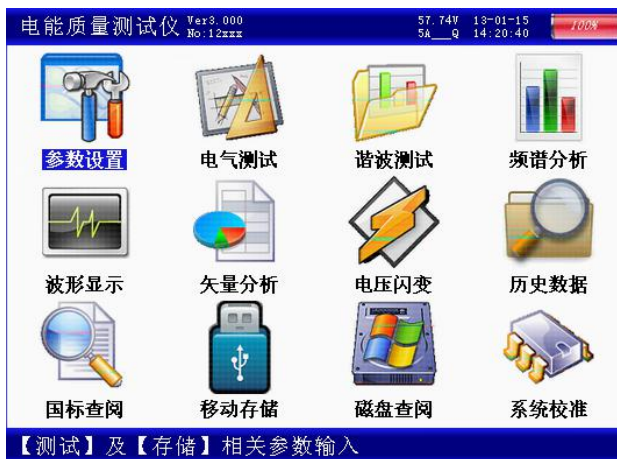 电能质量测试仪 Ver3.000 57.74V 13-01-15 100%
No:12xxx 5A__Q 14:20:40
参数设置 电气测试 谐波测试 频谱分析
波形显示 矢量分析 电压闪变 历史数据
国标查阅 移动存储 磁盘查阅 系统校准
【测试】及【存储】相关参数输入